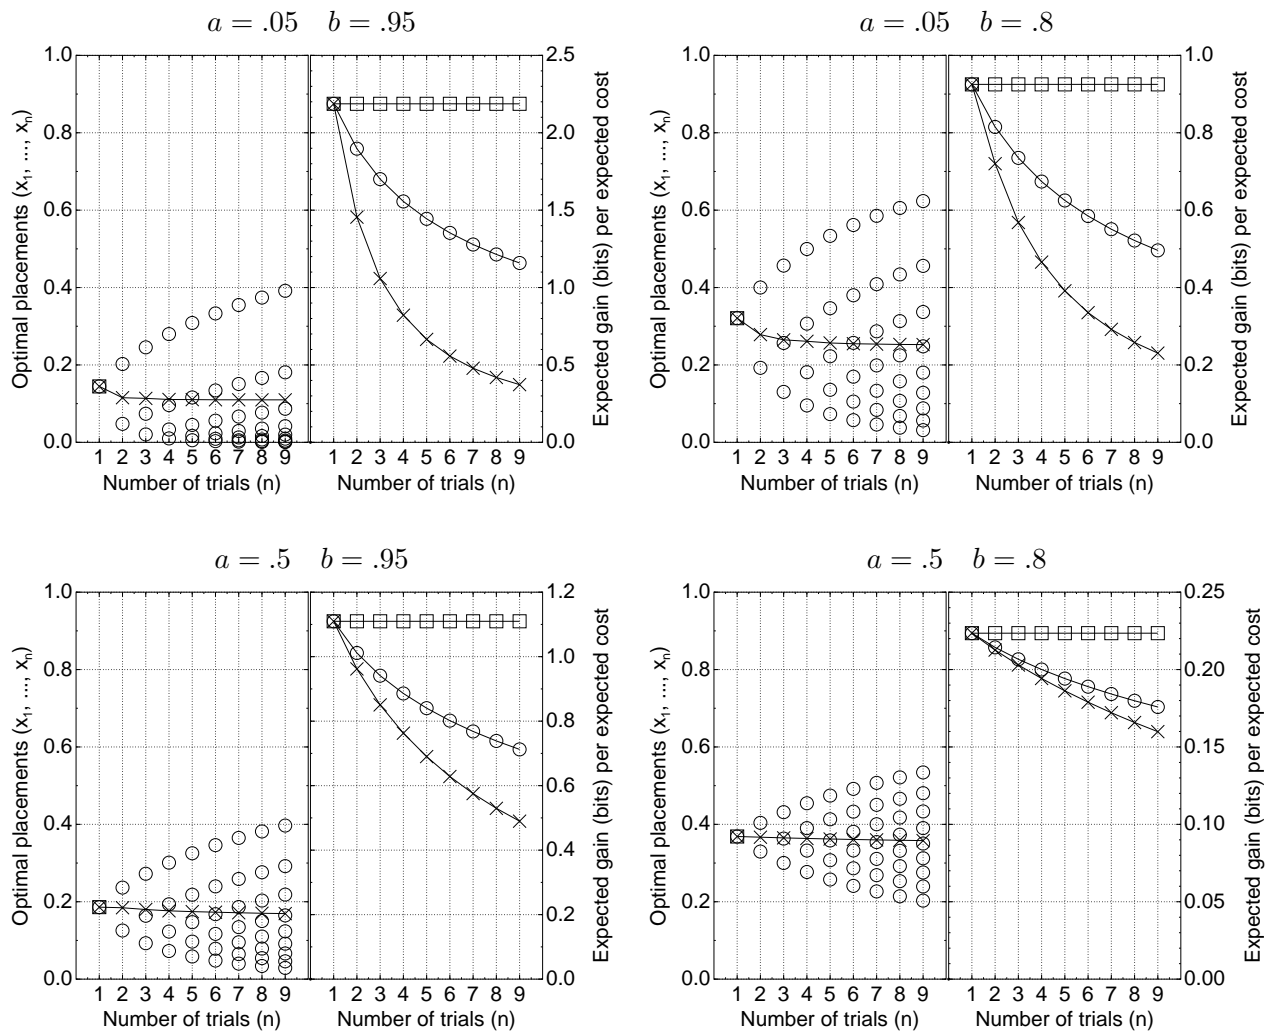 a = .05 b = .95
1.0
0.8
0.6
0.4
0.2
0.0
Optimal placements (x1, ..., xn)
1 2 3 4 5 6 7 8 9
Number of trials (n)
2.5
2.0
1.5
1.0
0.5
0.0
Expected gain (bits) per expected cost
1 2 3 4 5 6 7 8 9
Number of trials (n)
a = .05 b = .8
1.0
0.8
0.6
0.4
0.2
0.0
Optimal placements (x1, ..., xn)
1 2 3 4 5 6 7 8 9
Number of trials (n)
1.0
0.8
0.6
0.4
0.2
0.0
Expected gain (bits) per expected cost
1 2 3 4 5 6 7 8 9
Number of trials (n)
a = .5 b = .95
1.0
0.8
0.6
0.4
0.2
0.0
Optimal placements (x1, ..., xn)
1 2 3 4 5 6 7 8 9
Number of trials (n)
1.2
1.0
0.8
0.6
0.4
0.2
0.0
Expected gain (bits) per expected cost
1 2 3 4 5 6 7 8 9
Number of trials (n)
a = .5 b = .8
1.0
0.8
0.6
0.4
0.2
0.0
Optimal placements (x1, ..., xn)
1 2 3 4 5 6 7 8 9
Number of trials (n)
0.25
0.20
0.15
0.10
0.05
0.00
Expected gain (bits) per expected cost
1 2 3 4 5 6 7 8 9
Number of trials (n)